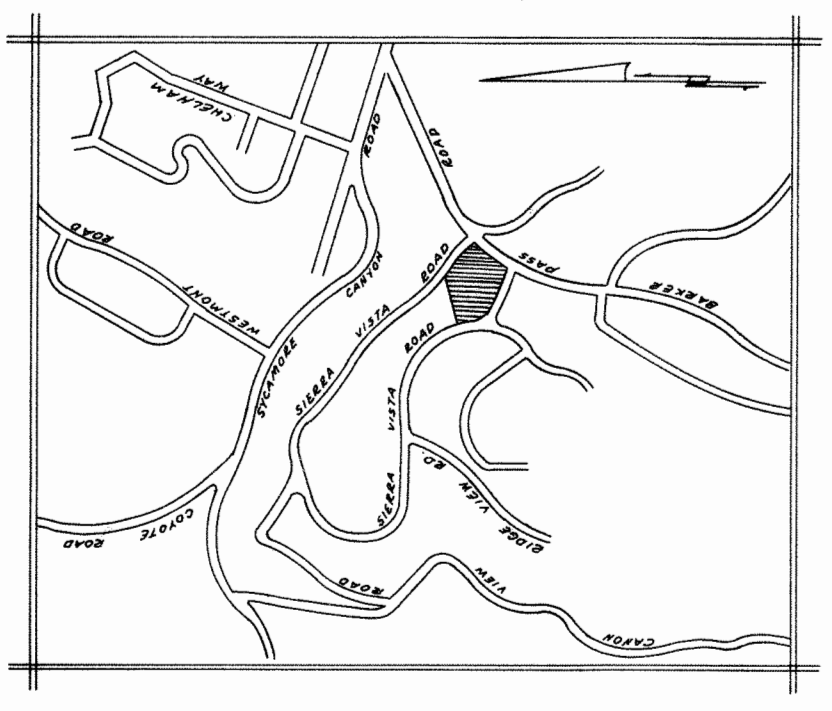 CHELHAM WAY
ROAD
ROAD
ROAD
WESTMONT
SYCAMORE CANYON
SIERRA VISTA ROAD
BARKER PASS
SIERRA VISTA ROAD
RIDGE VIEW RD.
COYOTE ROAD
CANON VIEW
ROAD